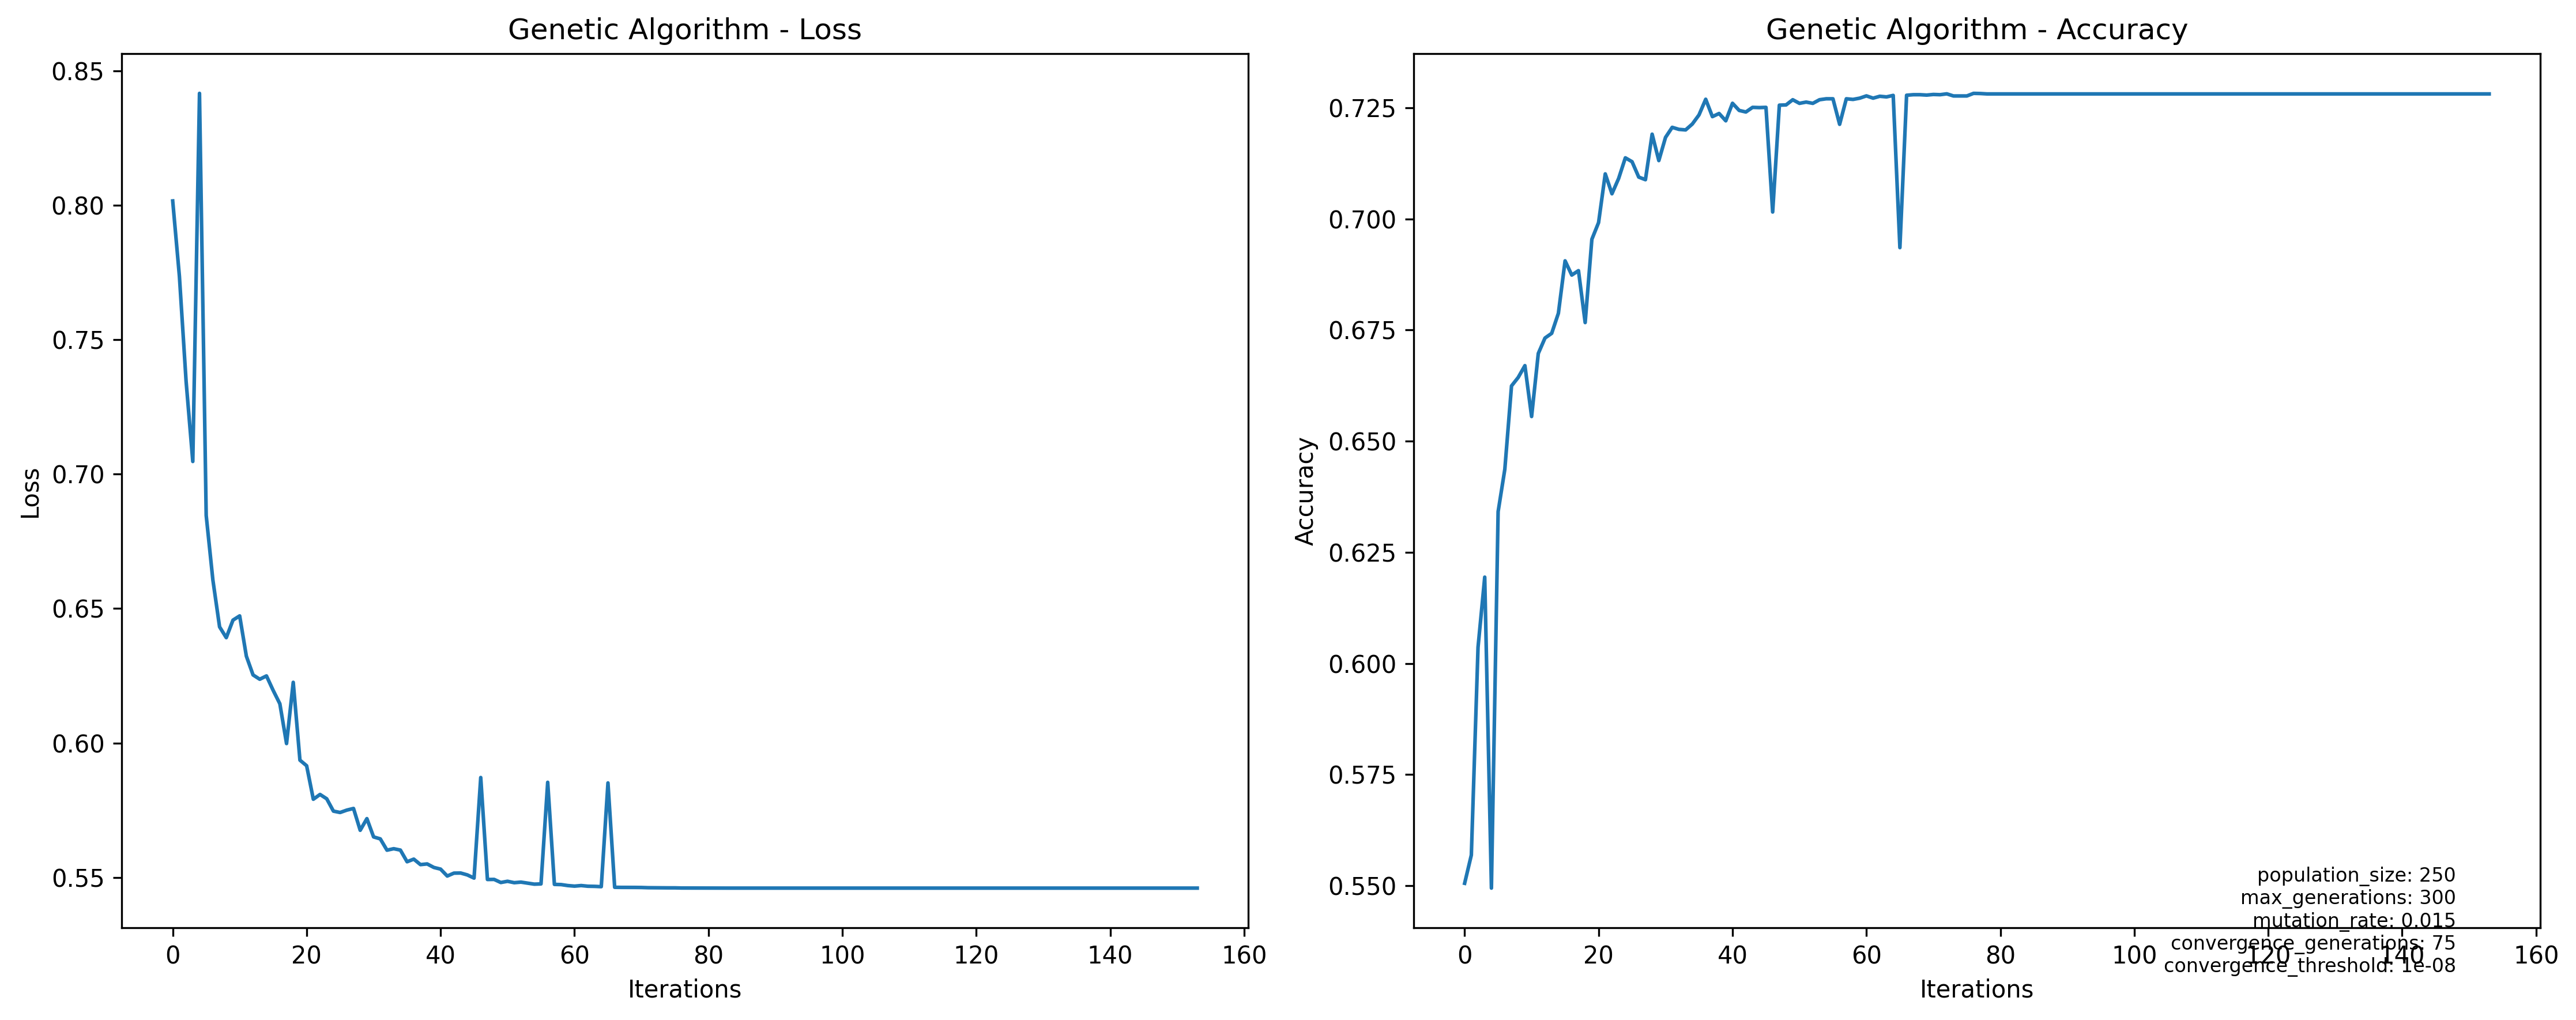 Genetic Algorithm - Loss
0.85
0.80
0.75
0.70
0.65
0.60
0.55
Loss
0 20 40 60 80 100 120 140 160
Iterations
Genetic Algorithm - Accuracy
0.725
0.700
0.675
0.650
0.625
0.600
0.575
0.550
Accuracy
population_size: 250
max_generations: 300
mutation_rate: 0.015
convergence_generations: 75
convergence_threshold: 1e-08
0 20 40 60 80 100 120 140 160
Iterations